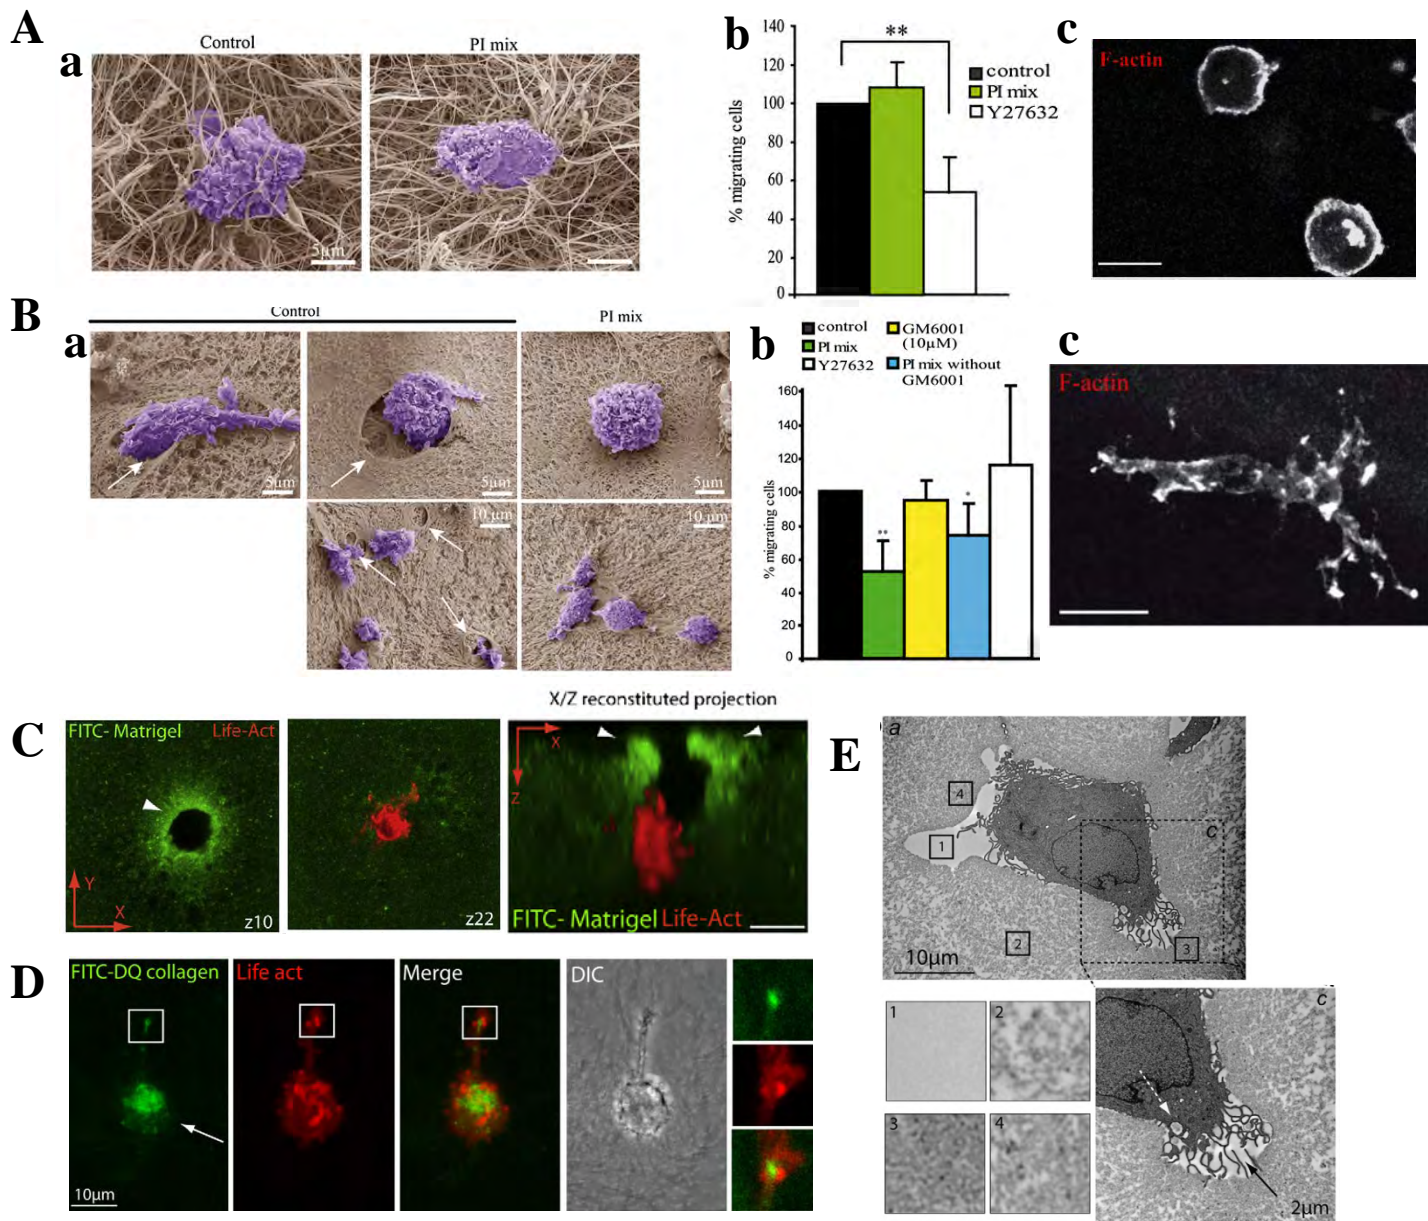 A
a
Control
PI mix
5µm
b
140
120
100
80
60
40
20
0
% migrating cells
**
control
PI mix
Y27632
c
F-actin
B
a
Control
PI mix
5µm
5µm
5µm
10 µm
10 µm
b
control
PI mix
Y27632
GM6001
(10µM)
PI mix without
GM6001
160
140
120
100
80
60
40
20
0
% migrating cells
**
*
c
F-actin
C
FITC- Matrigel
Life-Act
Y
X
z10
z22
X/Z reconstituted projection
X
Z
FITC- Matrigel Life-Act
D
FITC-DQ collagen
Life act
Merge
DIC
10µm
E
a
4
1
c
2
3
10µm
1
2
3
4
c
2µm